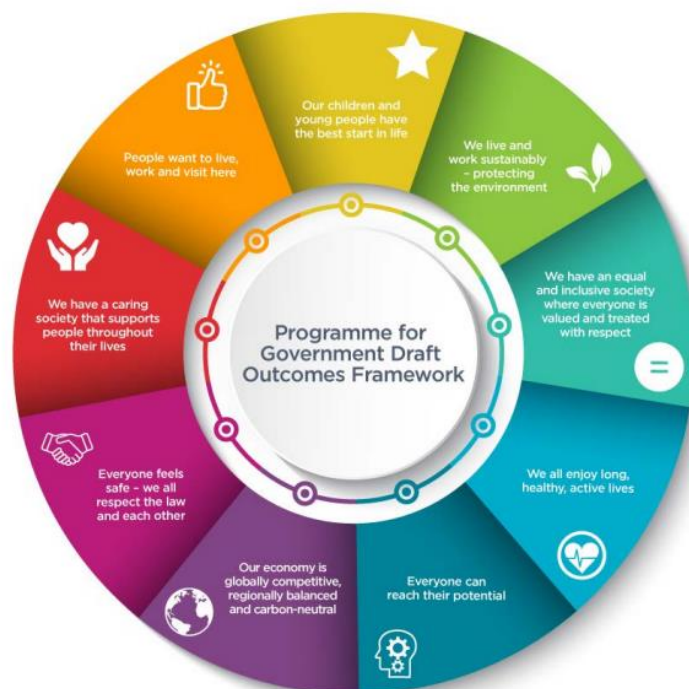 Our children and
young people have
the best start in life
We live and
work sustainably
– protecting
the environment
We have an equal
and inclusive society
where everyone is
valued and treated
with respect
=
We all enjoy long,
healthy, active lives
Everyone can
reach their potential
Our economy is
globally competitive,
regionally balanced
and carbon-neutral
Everyone feels
safe – we all
respect the law
and each other
We have a caring
society that supports
people throughout
their lives
People want to live,
work and visit here
Programme for
Government Draft
Outcomes Framework